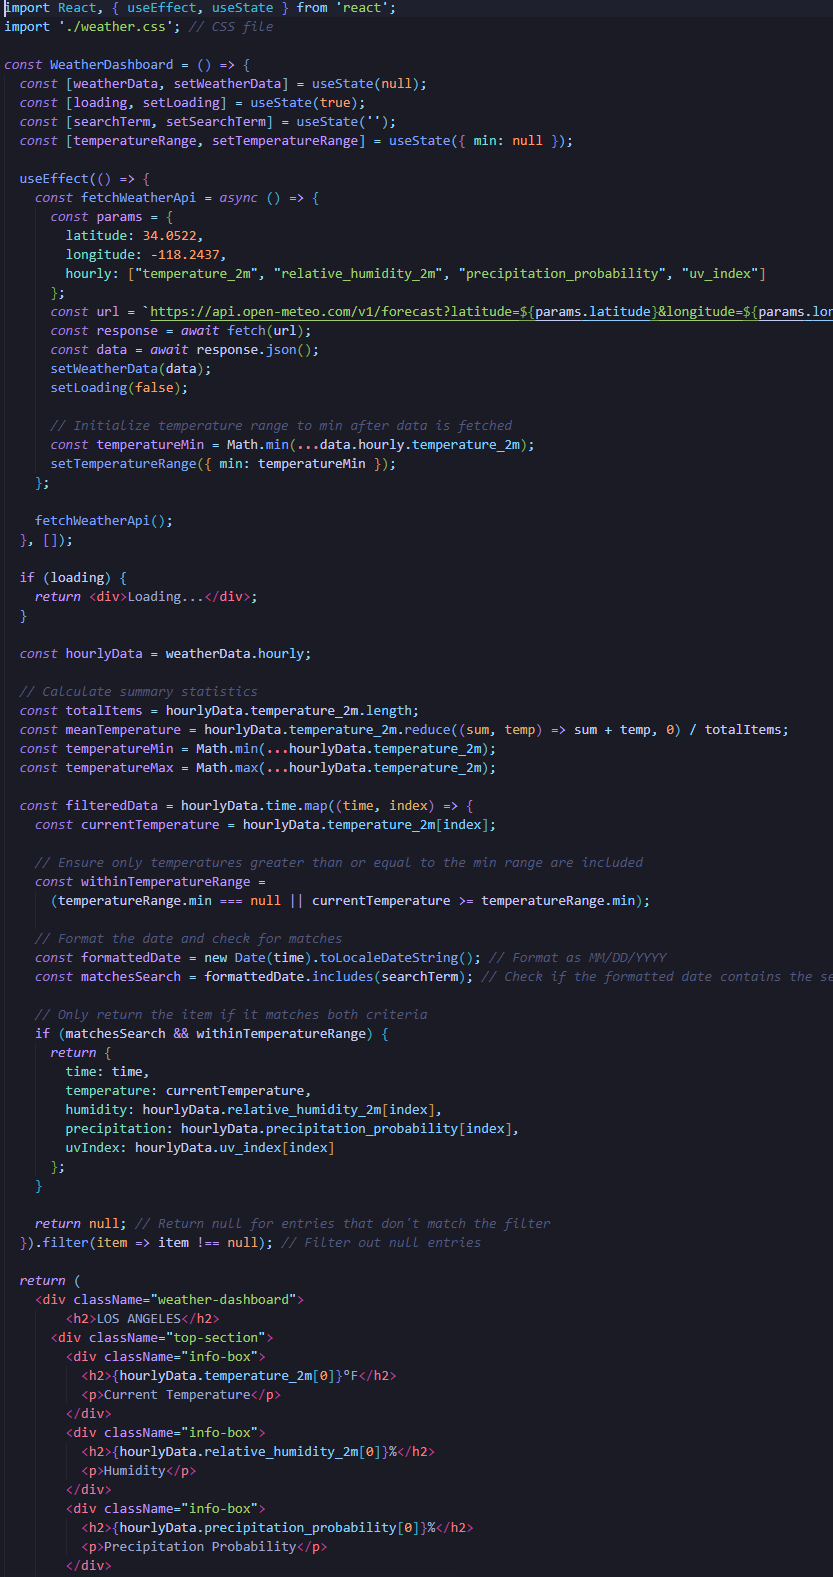 import React, { useEffect, useState } from 'react';
import './weather.css'; // CSS file
const WeatherDashboard = () => {
const [weatherData, setWeatherData] = useState(null);
const [loading, setLoading] = useState(true);
const [searchTerm, setSearchTerm] = useState('');
const [temperatureRange, setTemperatureRange] = useState({ min: null });
useEffect(() => {
const fetchWeatherApi = async () => {
const params = {
latitude: 34.0522,
longitude: -118.2437,
hourly: ["temperature_2m", "relative_humidity_2m", "precipitation_probability", "uv_index"]
};
const url = `https://api.open-meteo.com/v1/forecast?latitude=${params.latitude}&longitude=${params.lon
const response = await fetch(url);
const data = await response.json();
setWeatherData(data);
setLoading(false);
// Initialize temperature range to min after data is fetched
const temperatureMin = Math.min(...data.hourly.temperature_2m);
setTemperatureRange({ min: temperatureMin });
};
fetchWeatherApi();
}, []);
if (loading) {
return <div>Loading...</div>;
}
const hourlyData = weatherData.hourly;
// Calculate summary statistics
const totalItems = hourlyData.temperature_2m.length;
const meanTemperature = hourlyData.temperature_2m.reduce((sum, temp) => sum + temp, 0) / totalItems;
const temperatureMin = Math.min(...hourlyData.temperature_2m);
const temperatureMax = Math.max(...hourlyData.temperature_2m);
const filteredData = hourlyData.time.map((time, index) => {
const currentTemperature = hourlyData.temperature_2m[index];
// Ensure only temperatures greater than or equal to the min range are included
const withinTemperatureRange =
(temperatureRange.min === null || currentTemperature >= temperatureRange.min);
// Format the date and check for matches
const formattedDate = new Date(time).toLocaleDateString(); // Format as MM/DD/YYYY
const matchesSearch = formattedDate.includes(searchTerm); // Check if the formatted date contains the se
// Only return the item if it matches both criteria
if (matchesSearch && withinTemperatureRange) {
return {
time: time,
temperature: currentTemperature,
humidity: hourlyData.relative_humidity_2m[index],
precipitation: hourlyData.precipitation_probability[index],
uvIndex: hourlyData.uv_index[index]
};
}
return null; // Return null for entries that don't match the filter
}).filter(item => item !== null); // Filter out null entries
return (
<div className="weather-dashboard">
<h2>LOS ANGELES</h2>
<div className="top-section">
<div className="info-box">
<h2>{hourlyData.temperature_2m[0]}°F</h2>
<p>Current Temperature</p>
</div>
<div className="info-box">
<h2>{hourlyData.relative_humidity_2m[0]}%</h2>
<p>Humidity</p>
</div>
<div className="info-box">
<h2>{hourlyData.precipitation_probability[0]}%</h2>
<p>Precipitation Probability</p>
</div>